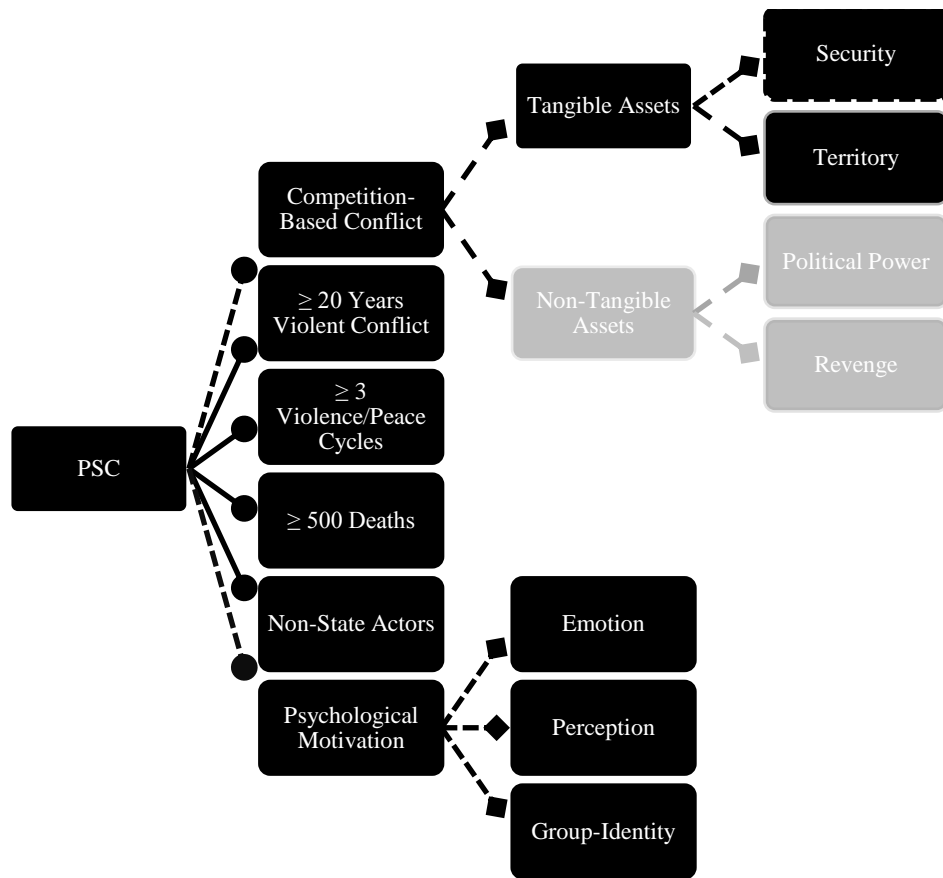 PSC
Competition-
Based Conflict
≥ 20 Years
Violent Conflict
≥ 3
Violence/Peace
Cycles
≥ 500 Deaths
Non-State Actors
Psychological
Motivation
Tangible Assets
Non-Tangible
Assets
Emotion
Perception
Group-Identity
Security
Territory
Political Power
Revenge